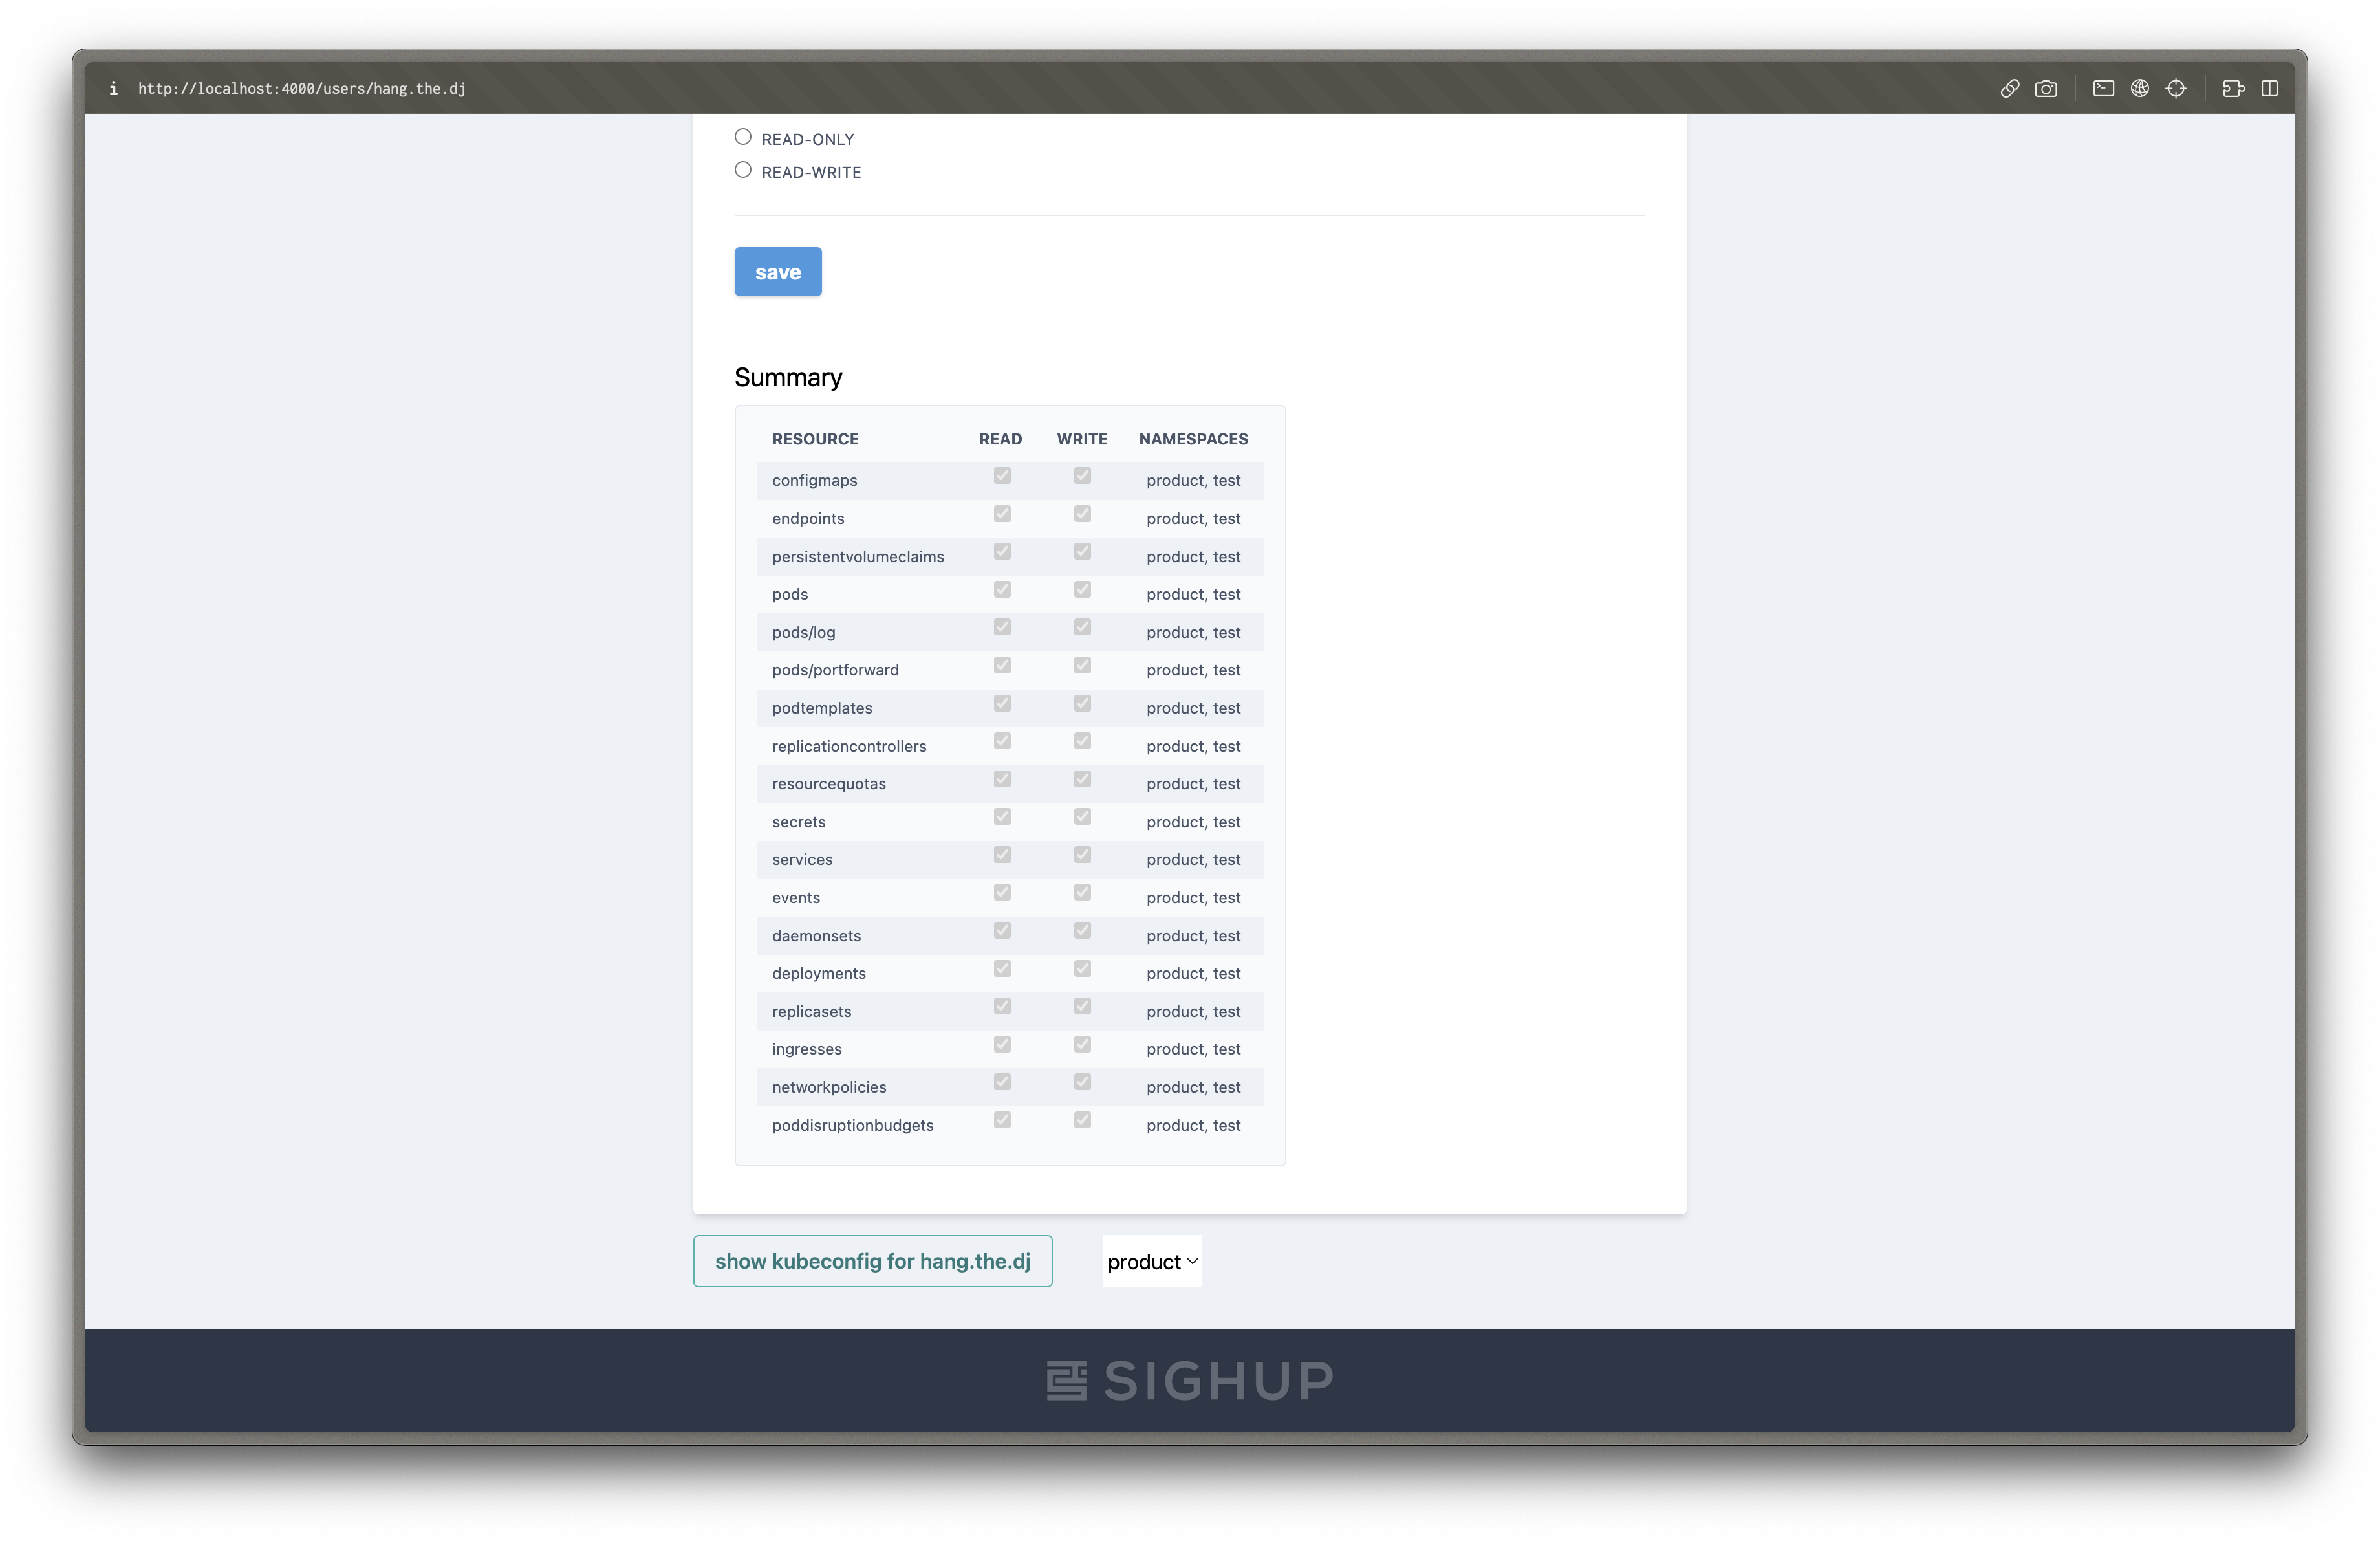 i http://localhost:4000/users/hang.the.dj
READ-ONLY
READ-WRITE
save
Summary
RESOURCE READ WRITE NAMESPACES
configmaps product, test
endpoints product, test
persistentvolumeclaims product, test
pods product, test
pods/log product, test
pods/portforward product, test
podtemplates product, test
replicationcontrollers product, test
resourcequotas product, test
secrets product, test
services product, test
events product, test
daemonsets product, test
deployments product, test
replicasets product, test
ingresses product, test
networkpolicies product, test
poddisruptionbudgets product, test
show kubeconfig for hang.the.dj product
SIGHUP